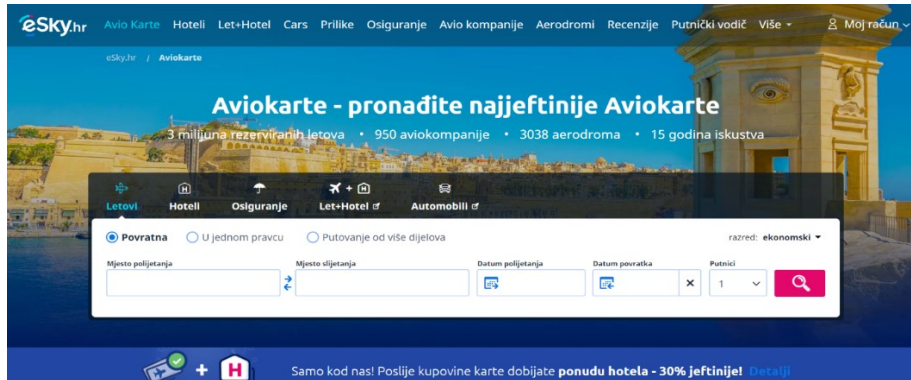 eSky.hr Avio Karte Hoteli Let+Hotel Cars Prilike Osiguranje Avio kompanije Aerodromi Recenzije Putnički vodič Više Moj račun
eSky.hr / Aviokarte
Aviokarte - pronađite najjeftinije Aviokarte
3 milijuna rezerviranih letova • 950 aviokompanije • 3038 aerodroma • 15 godina iskustva
Letovi Hoteli Osiguranje Let+Hotel Automobili
Povratna U jednom pravcu Putovanje od više dijelova razred: ekonomski
Mjesto polijetanja Mjesto slijetanja Datum polijetanja Datum povratka Putnici
1
+ H Samo kod nas! Poslije kupovine karte dobijate ponudu hotela - 30% jeftinije! Detalji